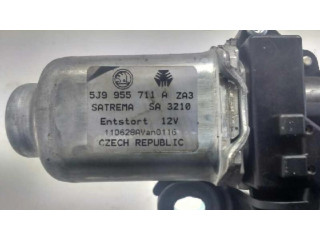 5J9 955 711 A ZA3
SATREMA SA 3210
Entstort 12V
CZECH REPUBLIC